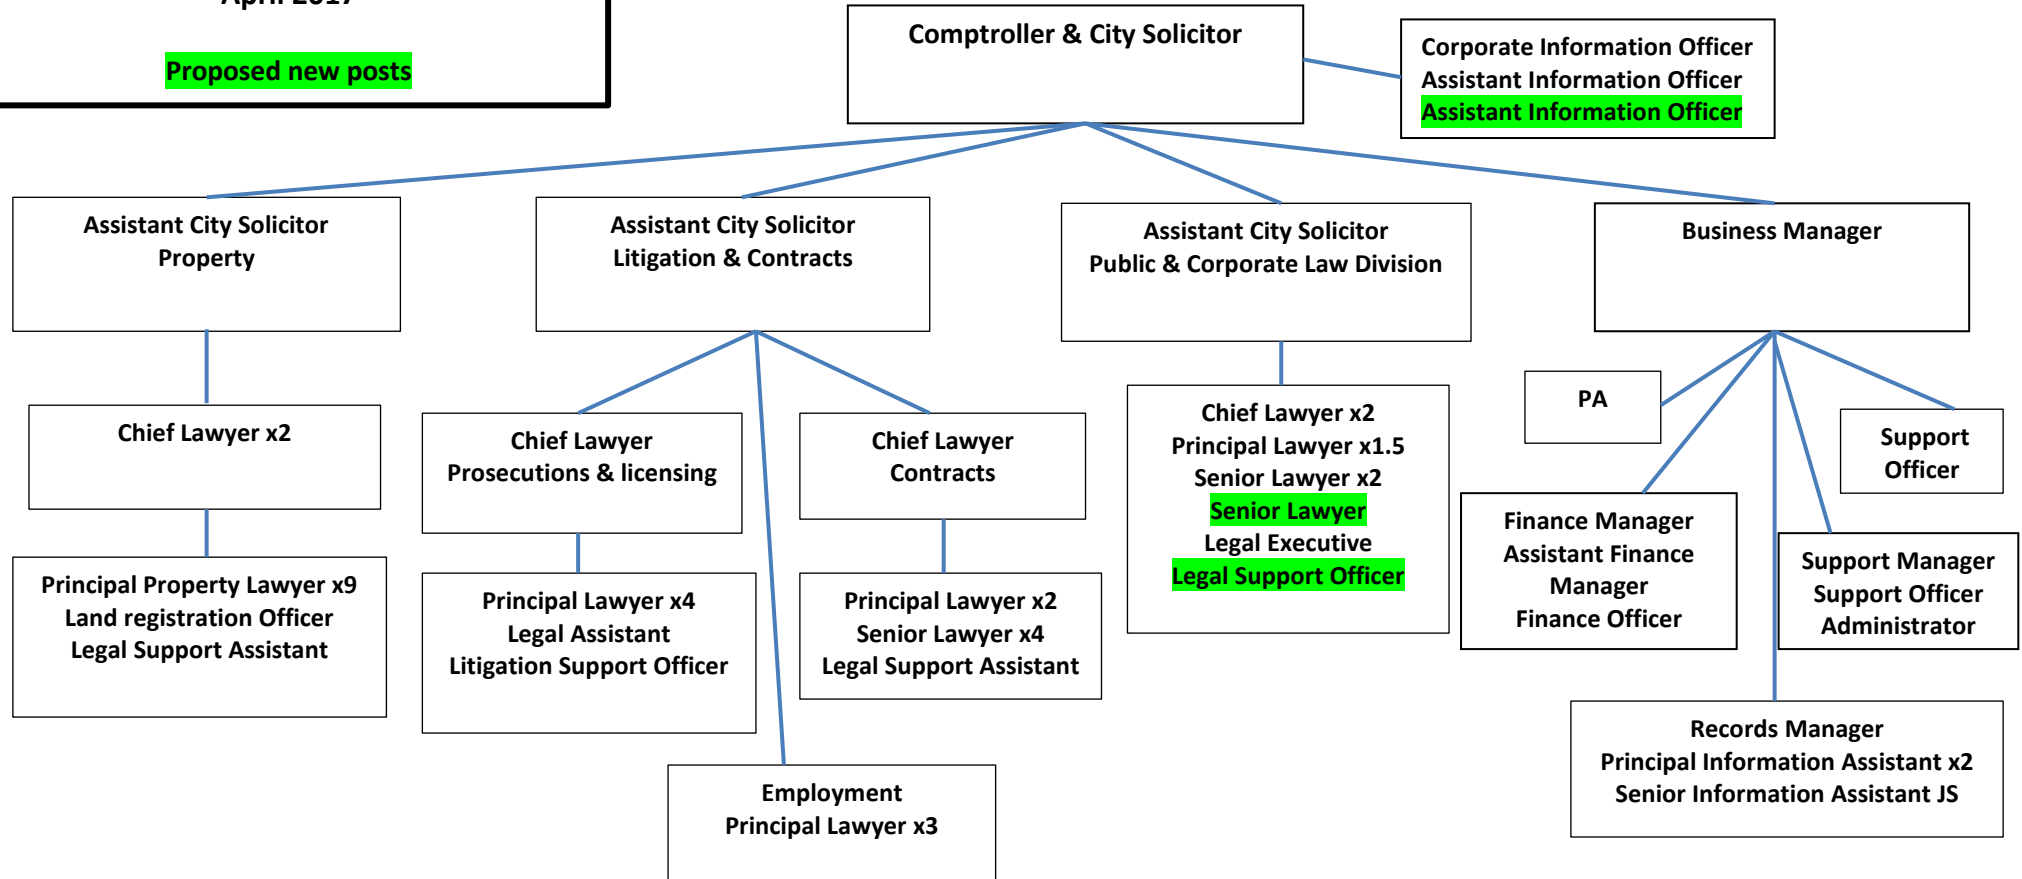 April 2017
Proposed new posts
Comptroller & City Solicitor
Corporate Information Officer
Assistant Information Officer
Assistant Information Officer
Assistant City Solicitor
Property
Assistant City Solicitor
Litigation & Contracts
Assistant City Solicitor
Public & Corporate Law Division
Business Manager
Chief Lawyer x2
Principal Property Lawyer x9
Land registration Officer
Legal Support Assistant
Chief Lawyer
Prosecutions & licensing
Principal Lawyer x4
Legal Assistant
Litigation Support Officer
Chief Lawyer
Contracts
Principal Lawyer x2
Senior Lawyer x4
Legal Support Assistant
Employment
Principal Lawyer x3
Chief Lawyer x2
Principal Lawyer x1.5
Senior Lawyer x2
Senior Lawyer
Legal Executive
Legal Support Officer
PA
Support
Officer
Finance Manager
Assistant Finance
Manager
Finance Officer
Support Manager
Support Officer
Administrator
Records Manager
Principal Information Assistant x2
Senior Information Assistant JS